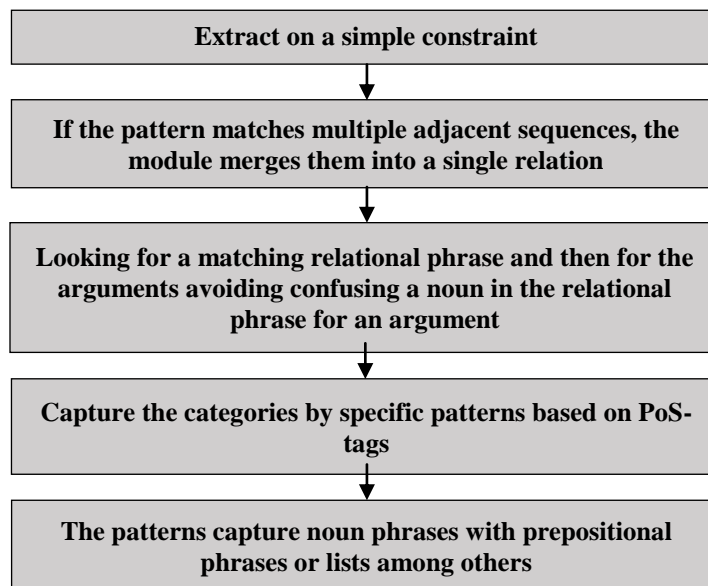 Extract on a simple constraint
If the pattern matches multiple adjacent sequences, the
module merges them into a single relation
Looking for a matching relational phrase and then for the
arguments avoiding confusing a noun in the relational
phrase for an argument
Capture the categories by specific patterns based on PoS-
tags
The patterns capture noun phrases with prepositional
phrases or lists among others